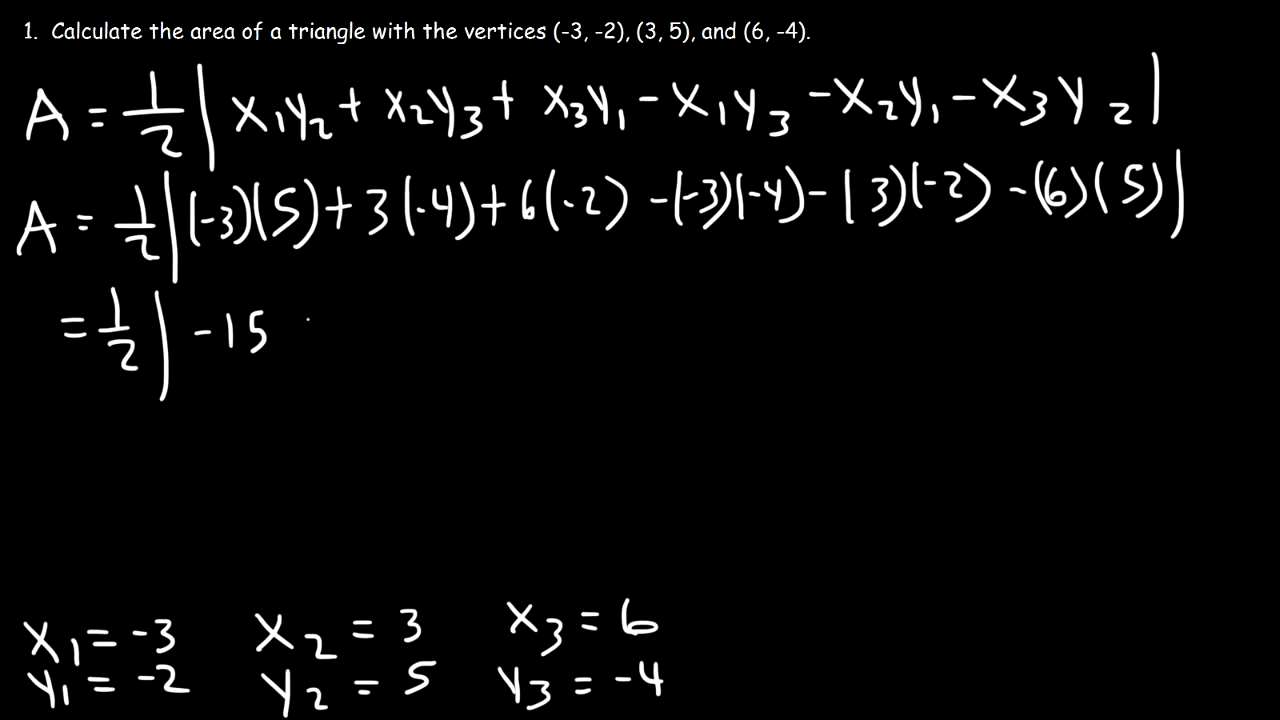 1. Calculate the area of a triangle with the vertices (-3, -2), (3, 5), and (6, -4).
A = 1/2 | x₁y₂ + x₂y₃ + x₃y₁ - x₁y₃ - x₂y₁ - x₃y₂ |
A = 1/2 | (-3)(5) + 3(-4) + 6(-2) - (-3)(-4) - (3)(-2) - (6)(5) |
= 1/2 | -15
x₁ = -3 x₂ = 3 x₃ = 6
y₁ = -2 y₂ = 5 y₃ = -4